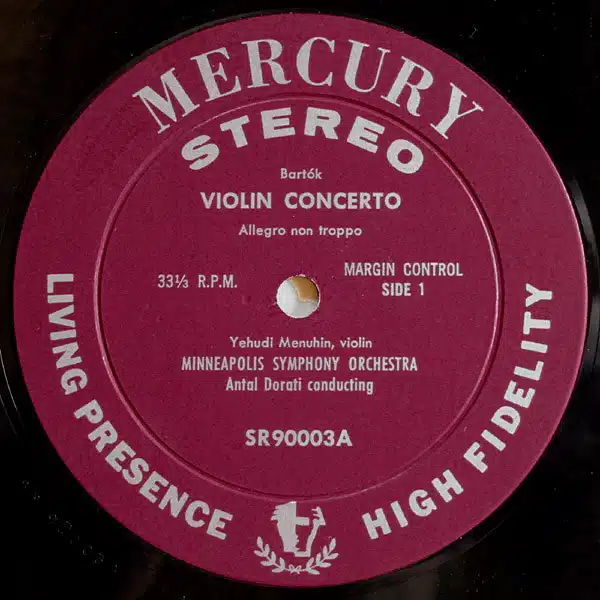 MERCURY
STEREO
Bartók
VIOLIN CONCERTO
Allegro non troppo
33⅓ R.P.M.
MARGIN CONTROL
SIDE 1
Yehudi Menuhin, violin
MINNEAPOLIS SYMPHONY ORCHESTRA
Antal Dorati conducting
SR90003A
LIVING PRESENCE
HIGH FIDELITY